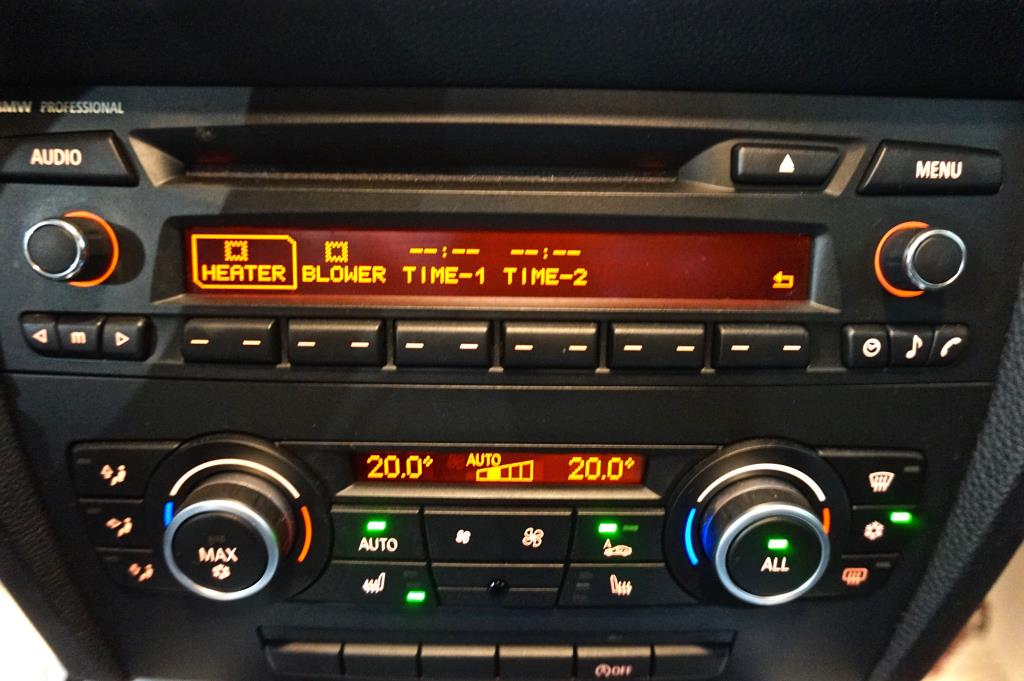 BMW PROFESSIONAL
AUDIO
MENU
--:-- --:--
HEATER BLOWER TIME-1 TIME-2
m
20.0° AUTO 20.0°
MAX
AUTO
A
ALL
OFF